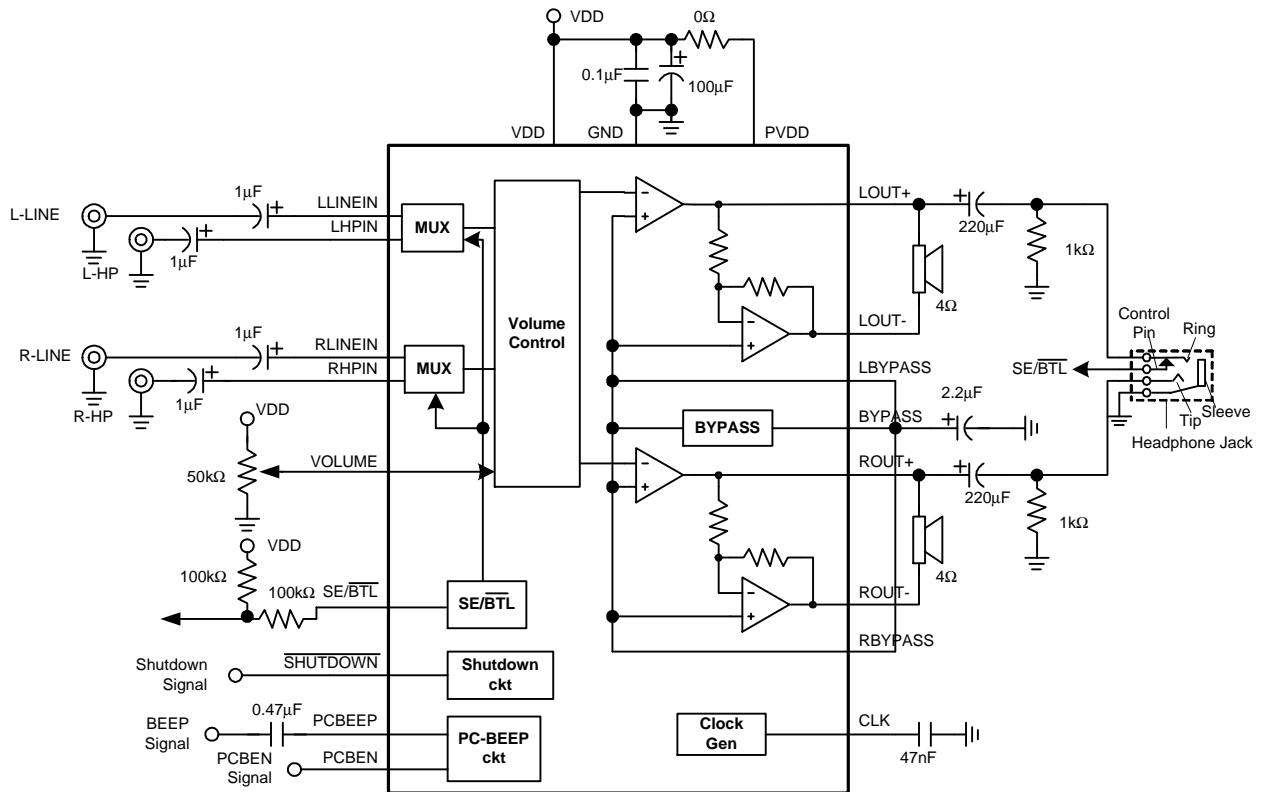 VDD
0Ω
0.1μF
100μF
VDD
GND
PVDD
L-LINE
1μF
LLINEIN
LHPIN
1μF
L-HP
MUX
R-LINE
1μF
RLINEIN
RHPIN
1μF
R-HP
MUX
Volume
Control
LOUT+
220μF
1kΩ
4Ω
LOUT-
LBYPASS
BYPASS
BYPASS
2.2μF
ROUT+
220μF
1kΩ
4Ω
ROUT-
RBYPASS
Control
Pin
Ring
SE/BTL
Tip
Sleeve
Headphone Jack
VDD
50kΩ
VOLUME
VDD
100kΩ
100kΩ
SE/BTL
SE/BTL
Shutdown
Signal
SHUTDOWN
Shutdown
ckt
BEEP
Signal
0.47μF
PCBEEP
PCBEN
Signal
PCBEN
PC-BEEP
ckt
Clock
Gen
CLK
47nF